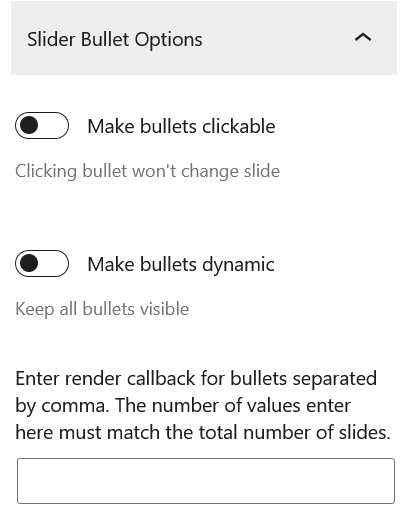 Slider Bullet Options
Make bullets clickable
Clicking bullet won't change slide
Make bullets dynamic
Keep all bullets visible
Enter render callback for bullets separated
by comma. The number of values enter
here must match the total number of slides.